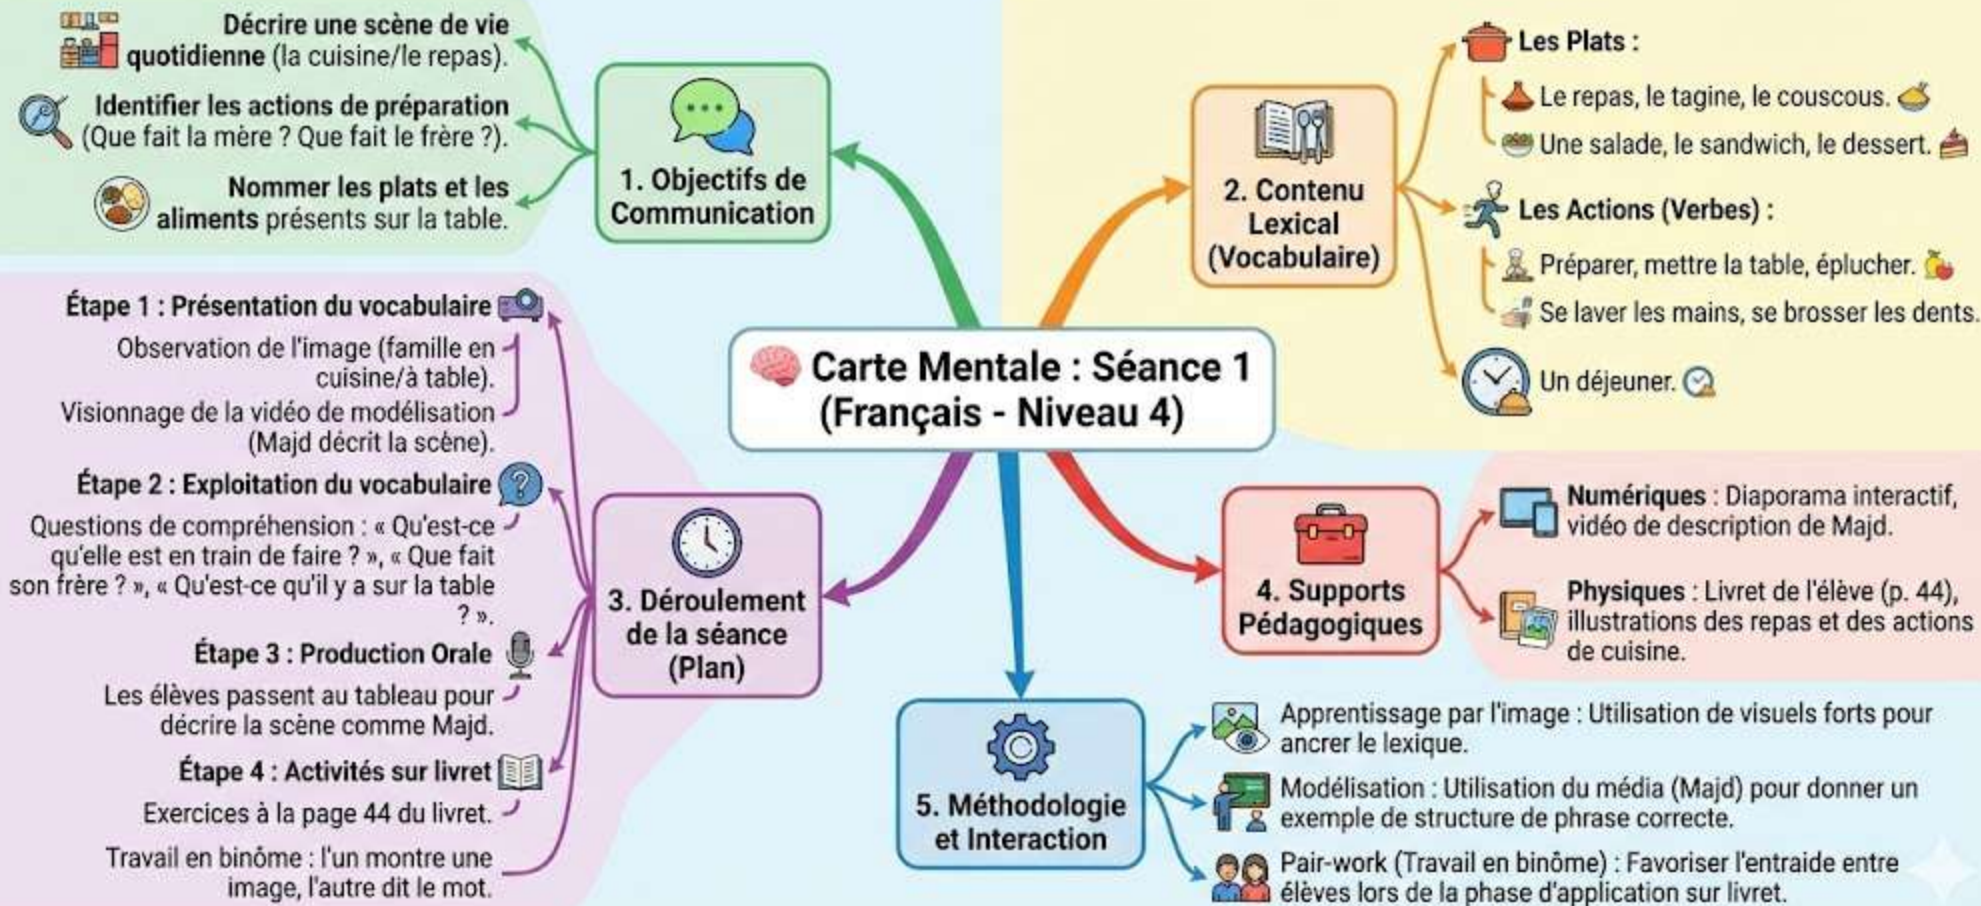 Carte Mentale : Séance 1
(Français - Niveau 4)
1. Objectifs de
Communication
Décrire une scène de vie
quotidienne (la cuisine/le repas).
Identifier les actions de préparation
(Que fait la mère ? Que fait le frère ?).
Nommer les plats et les
aliments présents sur la table.
2. Contenu
Lexical
(Vocabulaire)
Les Plats :
Le repas, le tagine, le couscous.
Une salade, le sandwich, le dessert.
Les Actions (Verbes) :
Préparer, mettre la table, éplucher.
Se laver les mains, se brosser les dents.
Un déjeuner.
3. Déroulement
de la séance
(Plan)
Étape 1 : Présentation du vocabulaire
Observation de l'image (famille en
cuisine/à table).
Visionnage de la vidéo de modélisation
(Majd décrit la scène).
Étape 2 : Exploitation du vocabulaire
Questions de compréhension : « Qu'est-ce
qu'elle est en train de faire ? », « Que fait
son frère ? », « Qu'est-ce qu'il y a sur la table
? ».
Étape 3 : Production Orale
Les élèves passent au tableau pour
décrire la scène comme Majd.
Étape 4 : Activités sur livret
Exercices à la page 44 du livret.
Travail en binôme : l'un montre une
image, l'autre dit le mot.
4. Supports
Pédagogiques
Numériques : Diaporama interactif,
vidéo de description de Majd.
Physiques : Livret de l'élève (p. 44),
illustrations des repas et des actions
de cuisine.
5. Méthodologie
et Interaction
Apprentissage par l'image : Utilisation de visuels forts pour
ancrer le lexique.
Modélisation : Utilisation du média (Majd) pour donner un
exemple de structure de phrase correcte.
Pair-work (Travail en binôme) : Favoriser l'entraide entre
élèves lors de la phase d'application sur livret.